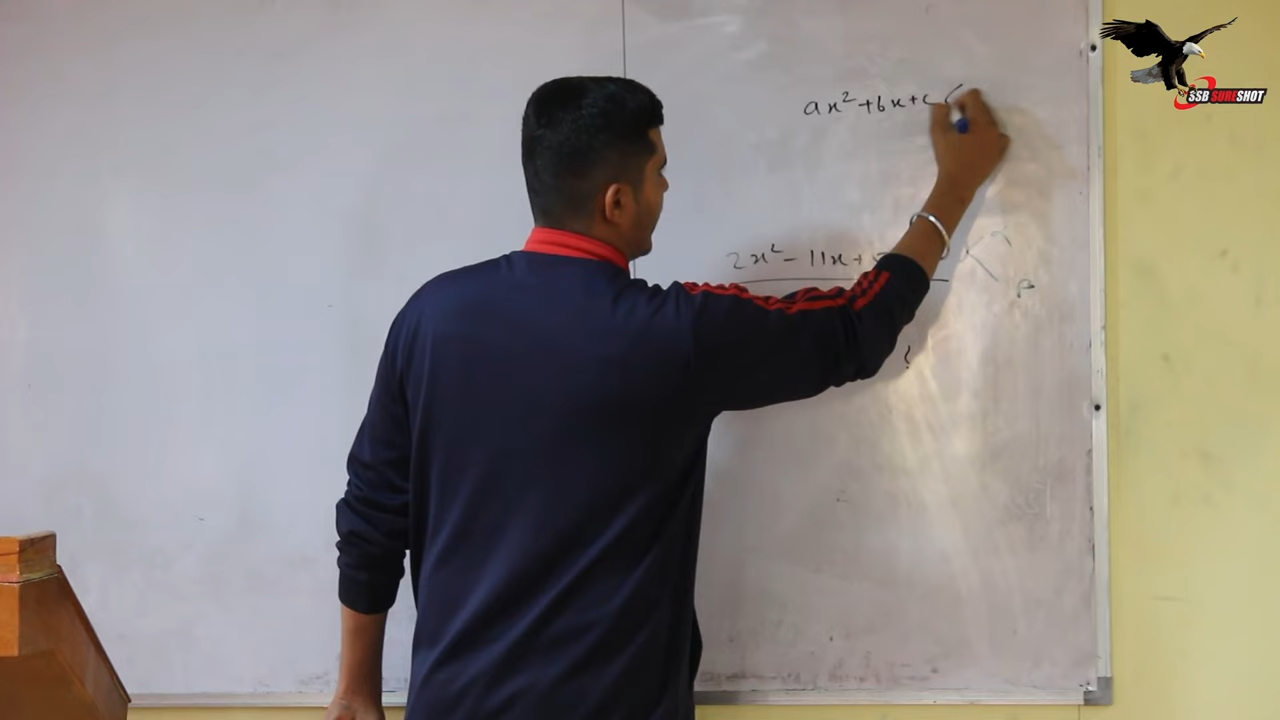 SSB SURESHOT
ax²+bx+c
2x² - 11x +
α
β
?